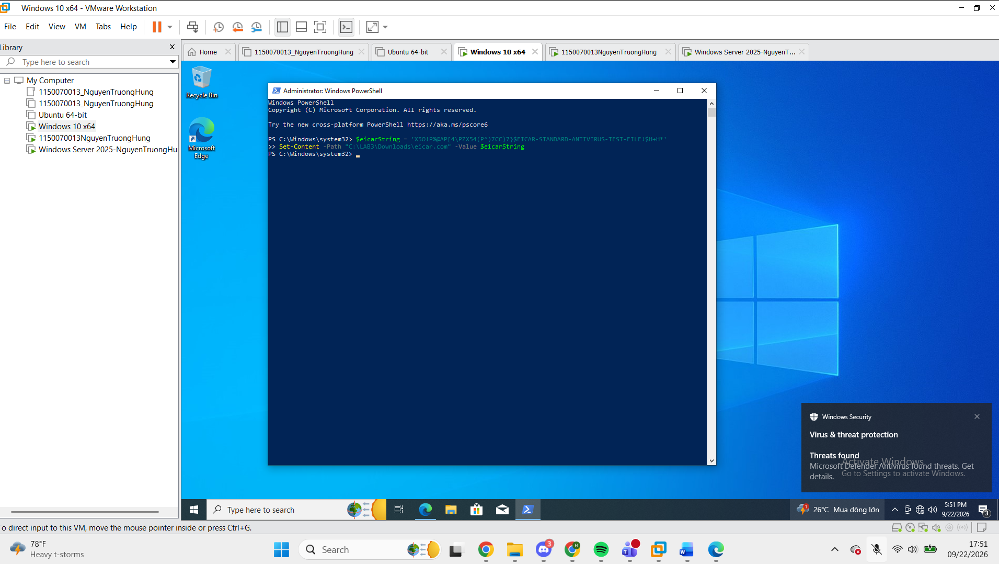 Windows 10 x64 - VMware Workstation
File Edit View VM Tabs Help
Library
Type here to search
My Computer
1150070013_NguyenTruongHung
1150070013_NguyenTruongHung
Ubuntu 64-bit
Windows 10 x64
1150070013NguyenTruongHung
Windows Server 2025-NguyenTruongHu
Home
1150070013_NguyenTruongHung
Ubuntu 64-bit
Windows 10 x64
1150070013NguyenTruongHung
Windows Server 2025-NguyenT...
Recycle Bin
Microsoft
Edge
Administrator: Windows PowerShell
Windows PowerShell
Copyright (C) Microsoft Corporation. All rights reserved.
Try the new cross-platform PowerShell https://aka.ms/pscore6
PS C:\Windows\system32> $eicarString = 'X5O!P%@AP[4\PZX54(P^)7CC)7}$EICAR-STANDARD-ANTIVIRUS-TEST-FILE!$H+H*'
>> Set-Content -Path "C:\LAB3\Downloads\eicar.com" -Value $eicarString
PS C:\Windows\system32>
Windows Security
Virus & threat protection
Threats found
Microsoft Defender Antivirus found threats. Get
details.
Activate Windows
Go to Settings to activate Windows.
Type here to search
1
26°C Mưa dông lớn
5:51 PM
9/22/2026
3
To direct input to this VM, move the mouse pointer inside or press Ctrl+G.
78°F
Heavy t-storms
Search
3
H
17:51
09/22/2026